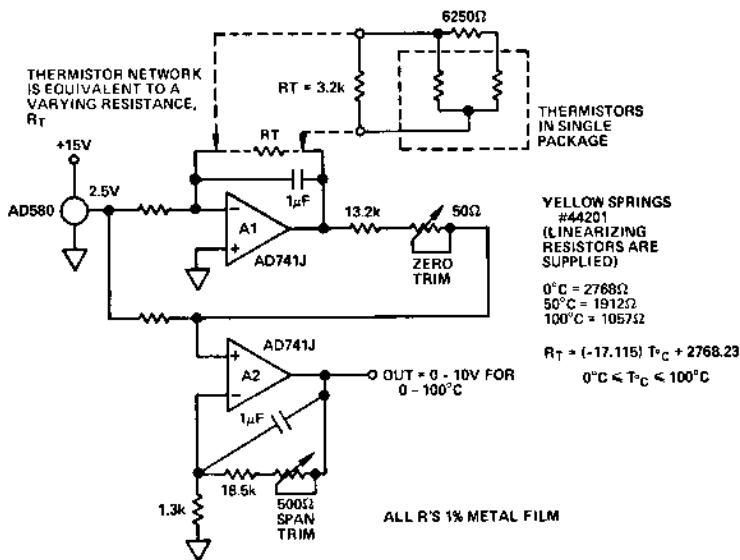 6250Ω
THERMISTOR NETWORK
IS EQUIVALENT TO A
VARYING RESISTANCE,
RT
RT = 3.2k
THERMISTORS
IN SINGLE
PACKAGE
+15V
RT
2.5V
1μF
AD580
−
A1
+
AD741J
13.2k
50Ω
ZERO
TRIM
YELLOW SPRINGS
#44201
(LINEARIZING
RESISTORS ARE
SUPPLIED)
0°C = 2768Ω
50°C = 1912Ω
100°C = 1057Ω
RT = (-17.115) T°C + 2768.23
0°C ≤ T°C ≤ 100°C
AD741J
+
A2
−
OUT = 0 - 10V FOR
0 - 100°C
1μF
18.5k
500Ω
SPAN
TRIM
1.3k
ALL R'S 1% METAL FILM